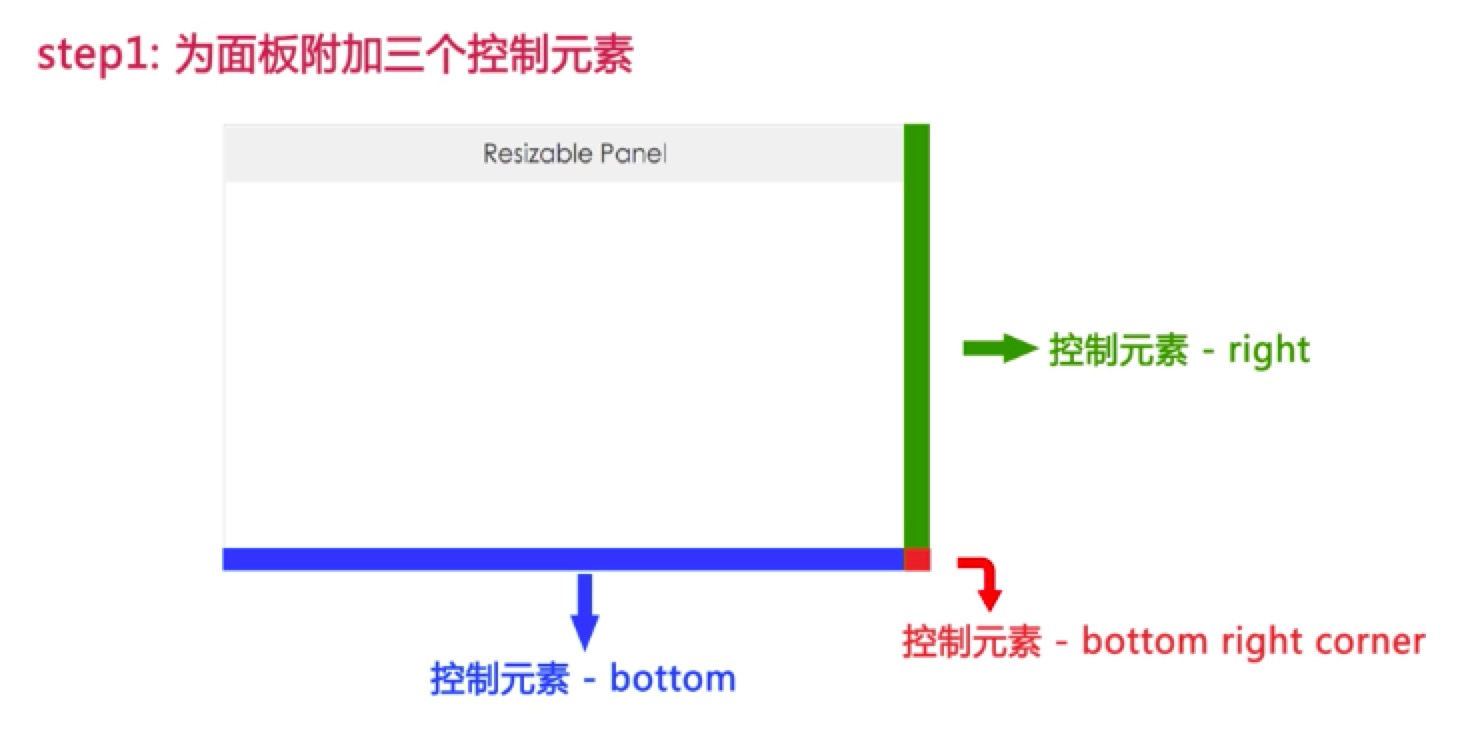 step1: 为面板附加三个控制元素
Resizable Panel
控制元素 - right
控制元素 - bottom right corner
控制元素 - bottom